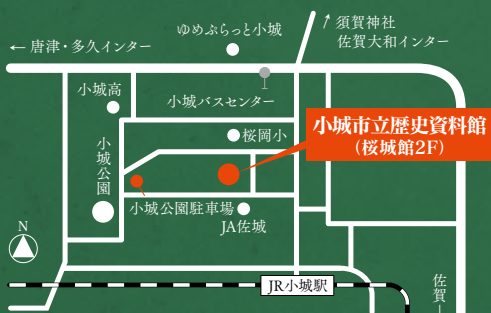 ゆめぷらっと小城
↗ 須賀神社
佐賀大和インター
← 唐津・多久インター
小城高
小城バスセンター
桜岡小
小城市立歴史資料館
(桜城館2F)
小城公園
小城公園駐車場
JA佐城
N
JR小城駅
佐賀